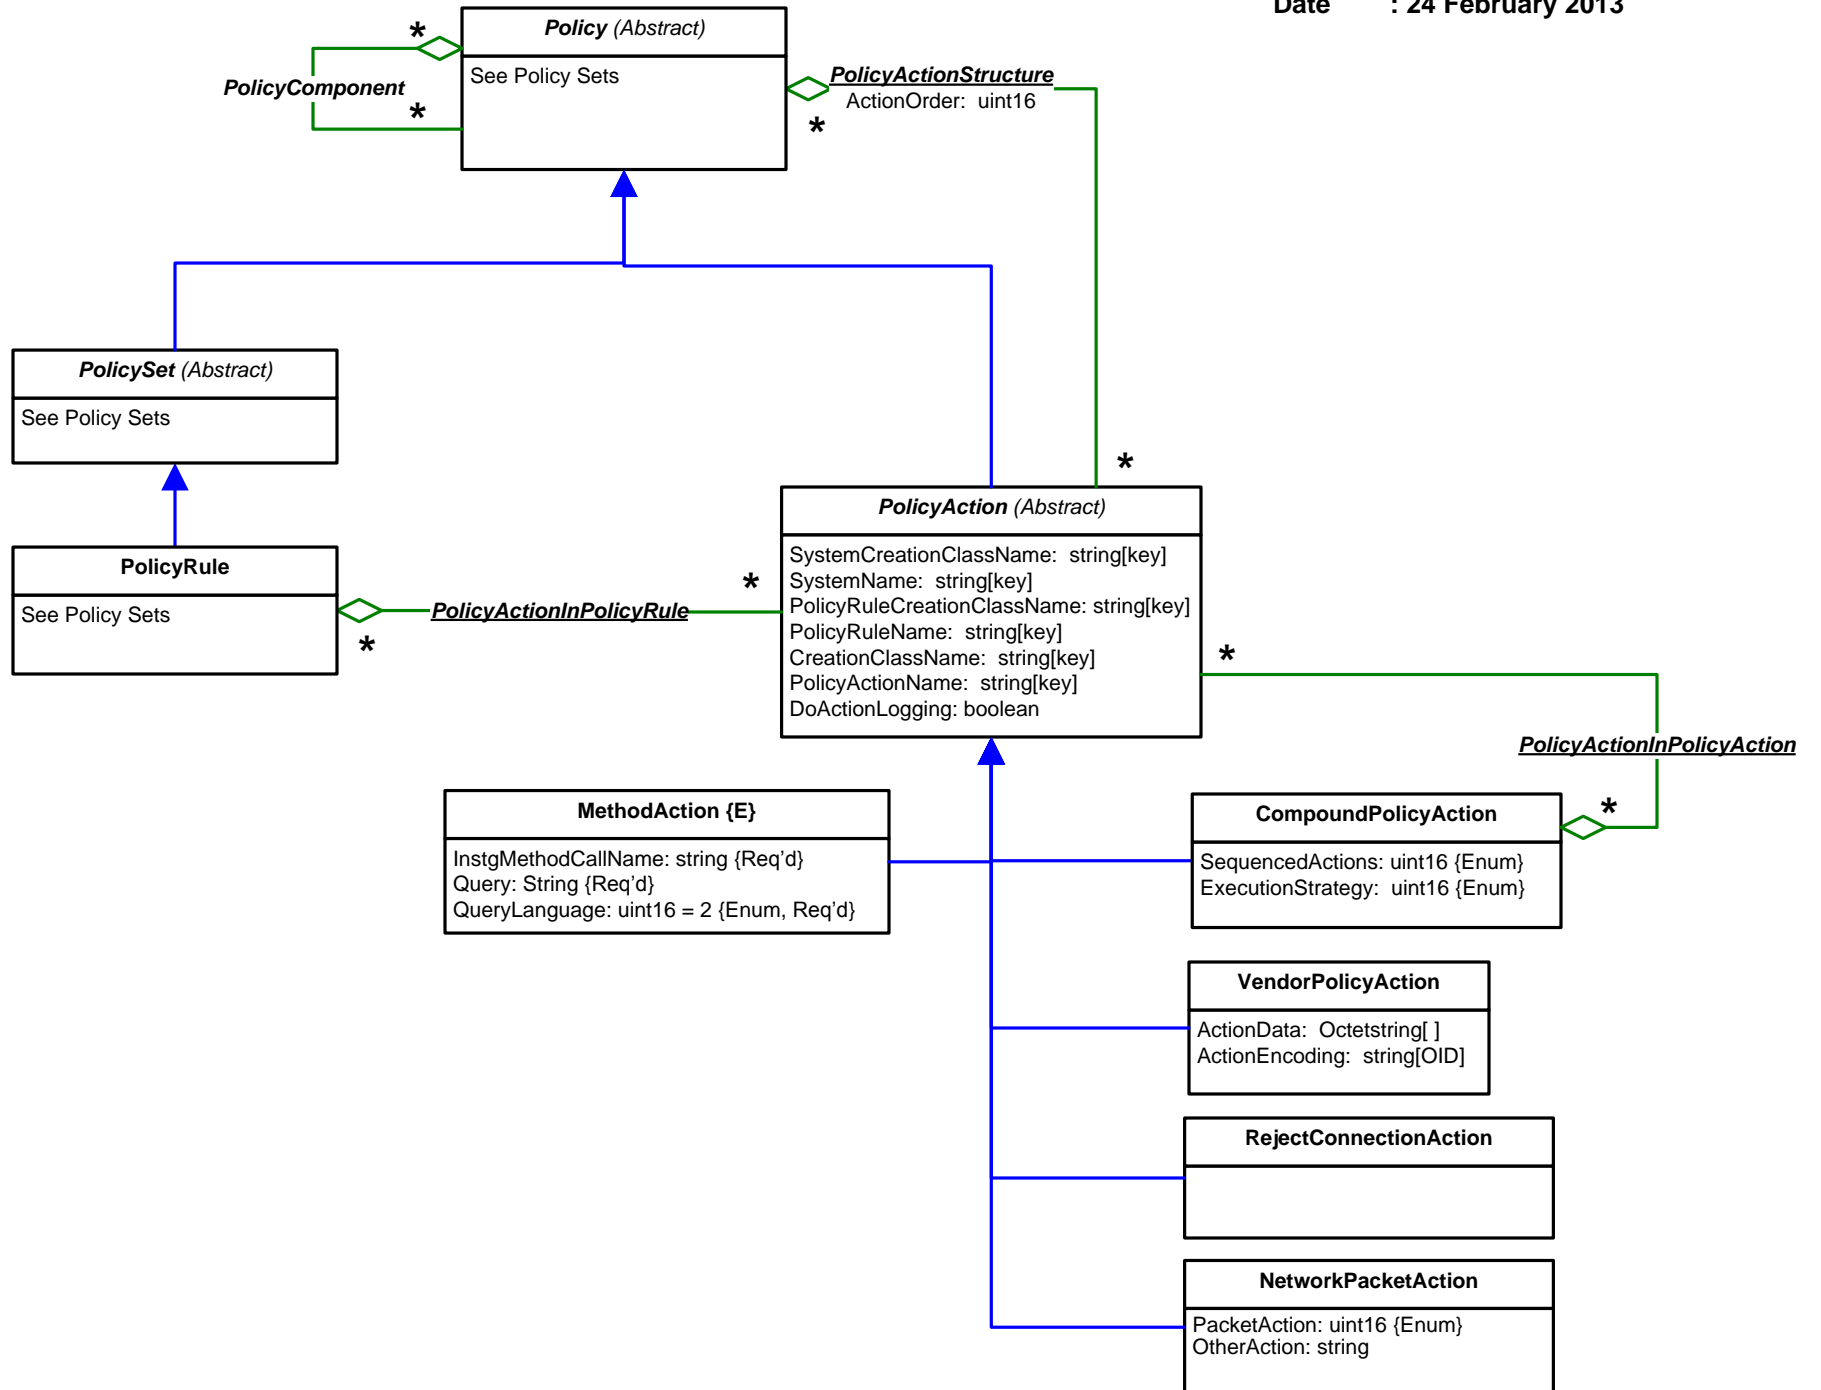 Date : 24 February 2013
*
Policy (Abstract)
See Policy Sets
PolicyComponent
*
PolicyActionStructure
ActionOrder: uint16
*
PolicySet (Abstract)
See Policy Sets
*
PolicyAction (Abstract)
SystemCreationClassName: string[key]
SystemName: string[key]
PolicyRuleCreationClassName: string[key]
PolicyRuleName: string[key]
CreationClassName: string[key]
PolicyActionName: string[key]
DoActionLogging: boolean
PolicyRule
See Policy Sets
*
PolicyActionInPolicyRule
*
*
PolicyActionInPolicyAction
*
MethodAction {E}
InstgMethodCallName: string {Req’d}
Query: String {Req’d}
QueryLanguage: uint16 = 2 {Enum, Req’d}
CompoundPolicyAction
SequencedActions: uint16 {Enum}
ExecutionStrategy: uint16 {Enum}
VendorPolicyAction
ActionData: Octetstring[ ]
ActionEncoding: string[OID]
RejectConnectionAction
NetworkPacketAction
PacketAction: uint16 {Enum}
OtherAction: string